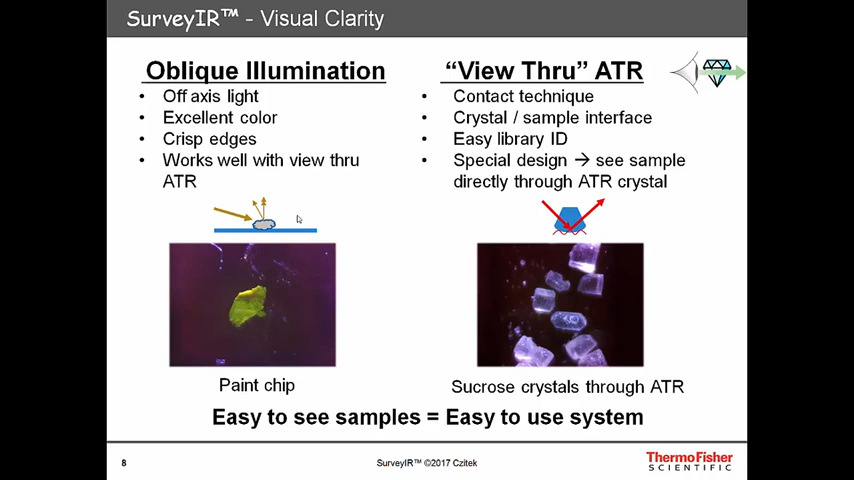 SurveyIR™ - Visual Clarity
Oblique Illumination
• Off axis light
• Excellent color
• Crisp edges
• Works well with view thru
ATR
Paint chip
“View Thru” ATR
• Contact technique
• Crystal / sample interface
• Easy library ID
• Special design → see sample
directly through ATR crystal
Sucrose crystals through ATR
Easy to see samples = Easy to use system
8
SurveyIR™ ©2017 Czitek
ThermoFisher
SCIENTIFIC